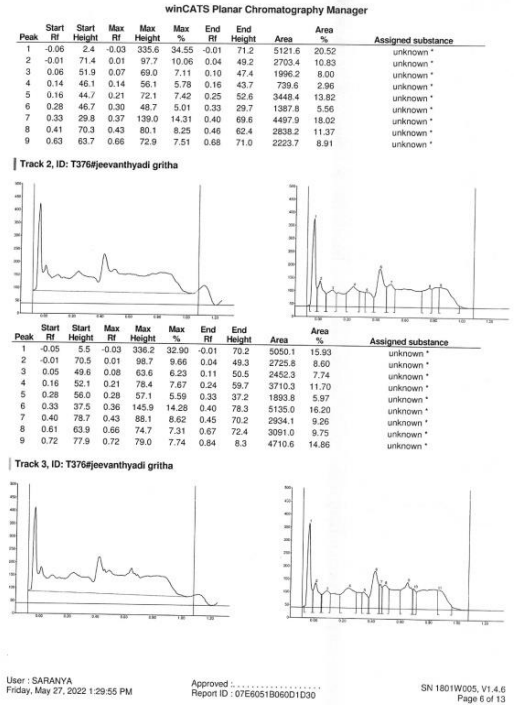 winCATS Planar Chromatography Manager
Peak Start Rf Start Height Max Rf Max Height Max % End Rf End Height Area Area % Assigned substance
1 -0.06 2.4 -0.03 335.6 34.55 -0.01 71.2 5121.6 20.52 unknown *
2 -0.01 71.4 0.01 97.7 10.06 0.04 49.2 2703.4 10.83 unknown *
3 0.06 51.9 0.07 69.0 7.11 0.10 47.4 1996.2 8.00 unknown *
4 0.14 46.1 0.14 56.1 5.78 0.16 43.7 739.6 2.96 unknown *
5 0.16 44.7 0.21 72.1 7.42 0.25 52.6 3448.4 13.82 unknown *
6 0.28 46.7 0.30 48.7 5.01 0.33 29.7 1387.8 5.56 unknown *
7 0.33 29.8 0.37 139.0 14.31 0.40 69.6 4497.9 18.02 unknown *
8 0.41 70.3 0.43 80.1 8.25 0.46 62.4 2838.2 11.37 unknown *
9 0.63 63.7 0.66 72.9 7.51 0.68 71.0 2223.7 8.91 unknown *
Track 2, ID: T376#jeevanthyadi gritha
Peak Start Rf Start Height Max Rf Max Height Max % End Rf End Height Area Area % Assigned substance
1 -0.05 5.5 -0.03 336.2 32.90 -0.01 70.2 5050.1 15.93 unknown *
2 -0.01 70.5 0.01 98.7 9.66 0.04 49.3 2725.8 8.60 unknown *
3 0.05 49.6 0.08 63.6 6.23 0.11 50.5 2452.3 7.74 unknown *
4 0.16 52.1 0.21 78.4 7.67 0.24 59.7 3710.3 11.70 unknown *
5 0.28 56.0 0.28 57.1 5.59 0.33 37.2 1893.8 5.97 unknown *
6 0.33 37.5 0.36 145.9 14.28 0.40 78.3 5135.0 16.20 unknown *
7 0.40 78.7 0.43 88.1 8.62 0.45 70.2 2934.1 9.26 unknown *
8 0.61 63.9 0.66 74.7 7.31 0.67 72.4 3091.0 9.75 unknown *
9 0.72 77.9 0.72 79.0 7.74 0.84 8.3 4710.6 14.86 unknown *
Track 3, ID: T376#jeevanthyadi gritha
User : SARANYA
Friday, May 27, 2022 1:29:55 PM
Approved :. . . . . . . . . . . . . . . . . . . .
Report ID : 07E6051B060D1D30
SN 1801W005, V1.4.6
Page 6 of 13